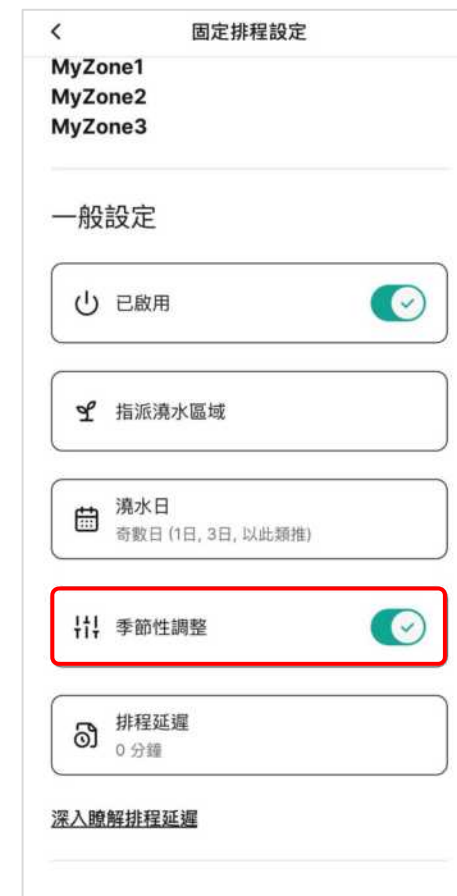 固定排程設定
MyZone1
MyZone2
MyZone3
一般設定
已啟用
指派澆水區域
澆水日
奇數日 (1日, 3日, 以此類推)
季節性調整
排程延遲
0 分鐘
深入瞭解排程延遲